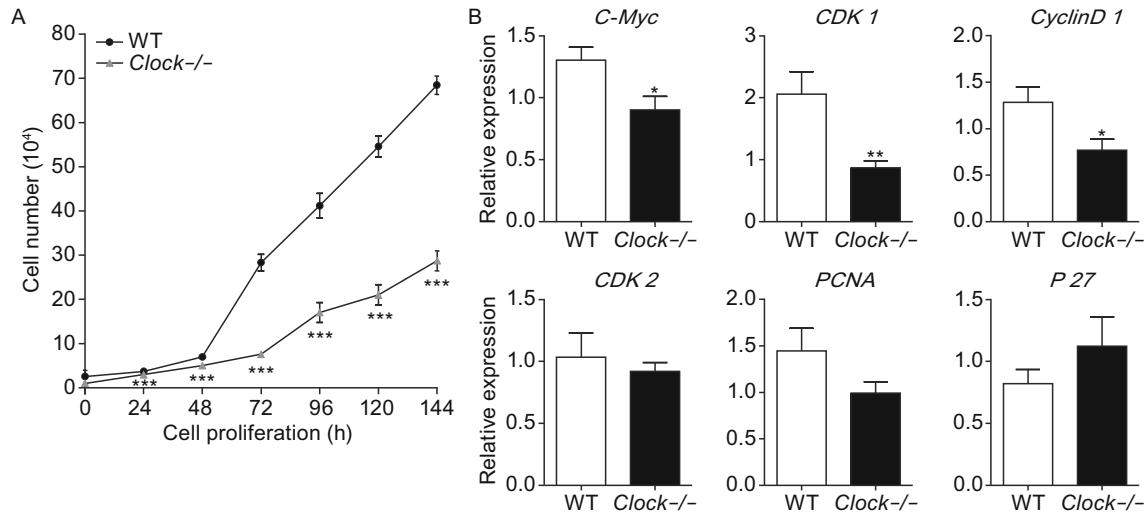 A
80
70
60
50
40
30
20
10
0
Cell number (10⁴)
WT
Clock−/−
***
***
***
***
***
***
0 24 48 72 96 120 144
Cell proliferation (h)
B
C-Myc
Relative expression
1.5
1.0
0.5
0.0
*
WT Clock−/−
CDK 1
3
2
1
0
**
WT Clock−/−
CyclinD 1
2.0
1.5
1.0
0.5
0.0
*
WT Clock−/−
CDK 2
Relative expression
1.5
1.0
0.5
0.0
WT Clock−/−
PCNA
2.0
1.5
1.0
0.5
0.0
WT Clock−/−
P 27
1.5
1.0
0.5
0.0
WT Clock−/−